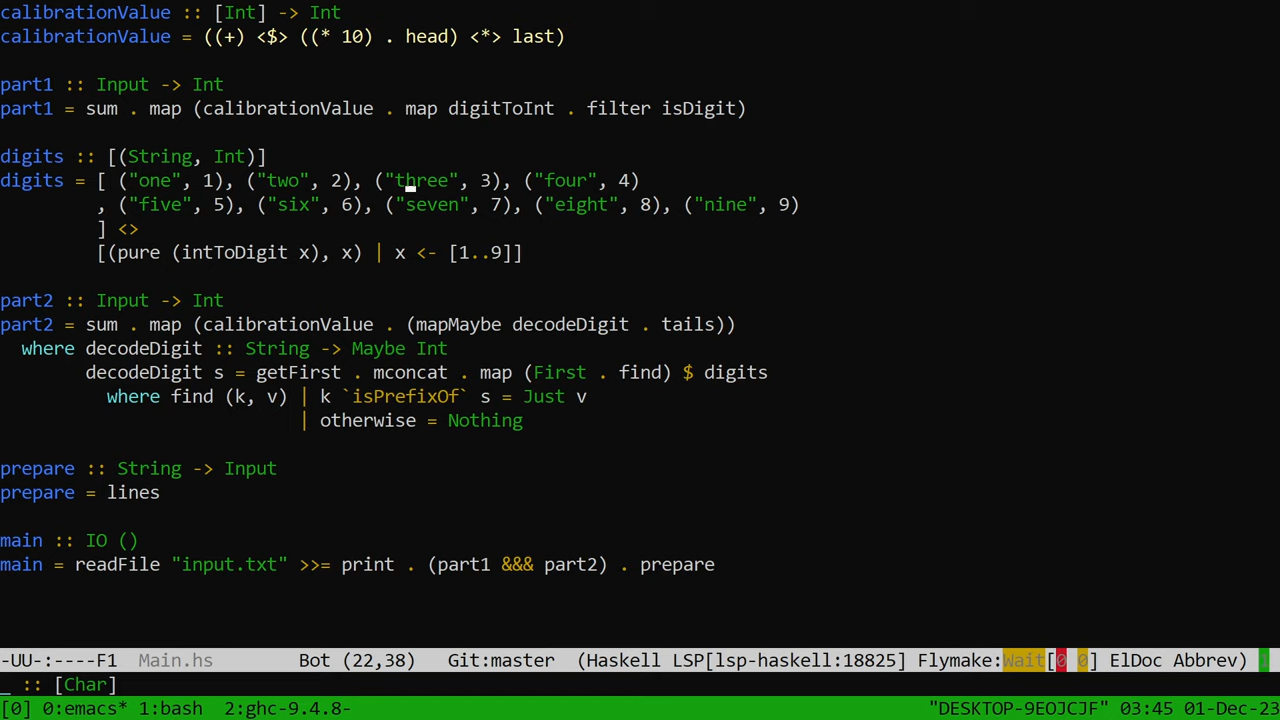 calibrationValue :: [Int] -> Int
calibrationValue = ((+) <$> ((* 10) . head) <*> last)

part1 :: Input -> Int
part1 = sum . map (calibrationValue . map digitToInt . filter isDigit)

digits :: [(String, Int)]
digits = [ ("one", 1), ("two", 2), ("three", 3), ("four", 4)
         , ("five", 5), ("six", 6), ("seven", 7), ("eight", 8), ("nine", 9)
         ] <>
         [(pure (intToDigit x), x) | x <- [1..9]]

part2 :: Input -> Int
part2 = sum . map (calibrationValue . (mapMaybe decodeDigit . tails))
  where decodeDigit :: String -> Maybe Int
        decodeDigit s = getFirst . mconcat . map (First . find) $ digits
          where find (k, v) | k `isPrefixOf` s = Just v
                            | otherwise = Nothing

prepare :: String -> Input
prepare = lines

main :: IO ()
main = readFile "input.txt" >>= print . (part1 &&& part2) . prepare

-UU-:----F1  Main.hs        Bot (22,38)   Git:master  (Haskell LSP[lsp-haskell:18825] Flymake:Wait[0 0] ElDoc Abbrev) 1
_ :: [Char]
[0] 0:emacs* 1:bash  2:ghc-9.4.8-                                                      "DESKTOP-9EOJCJF" 03:45 01-Dec-23